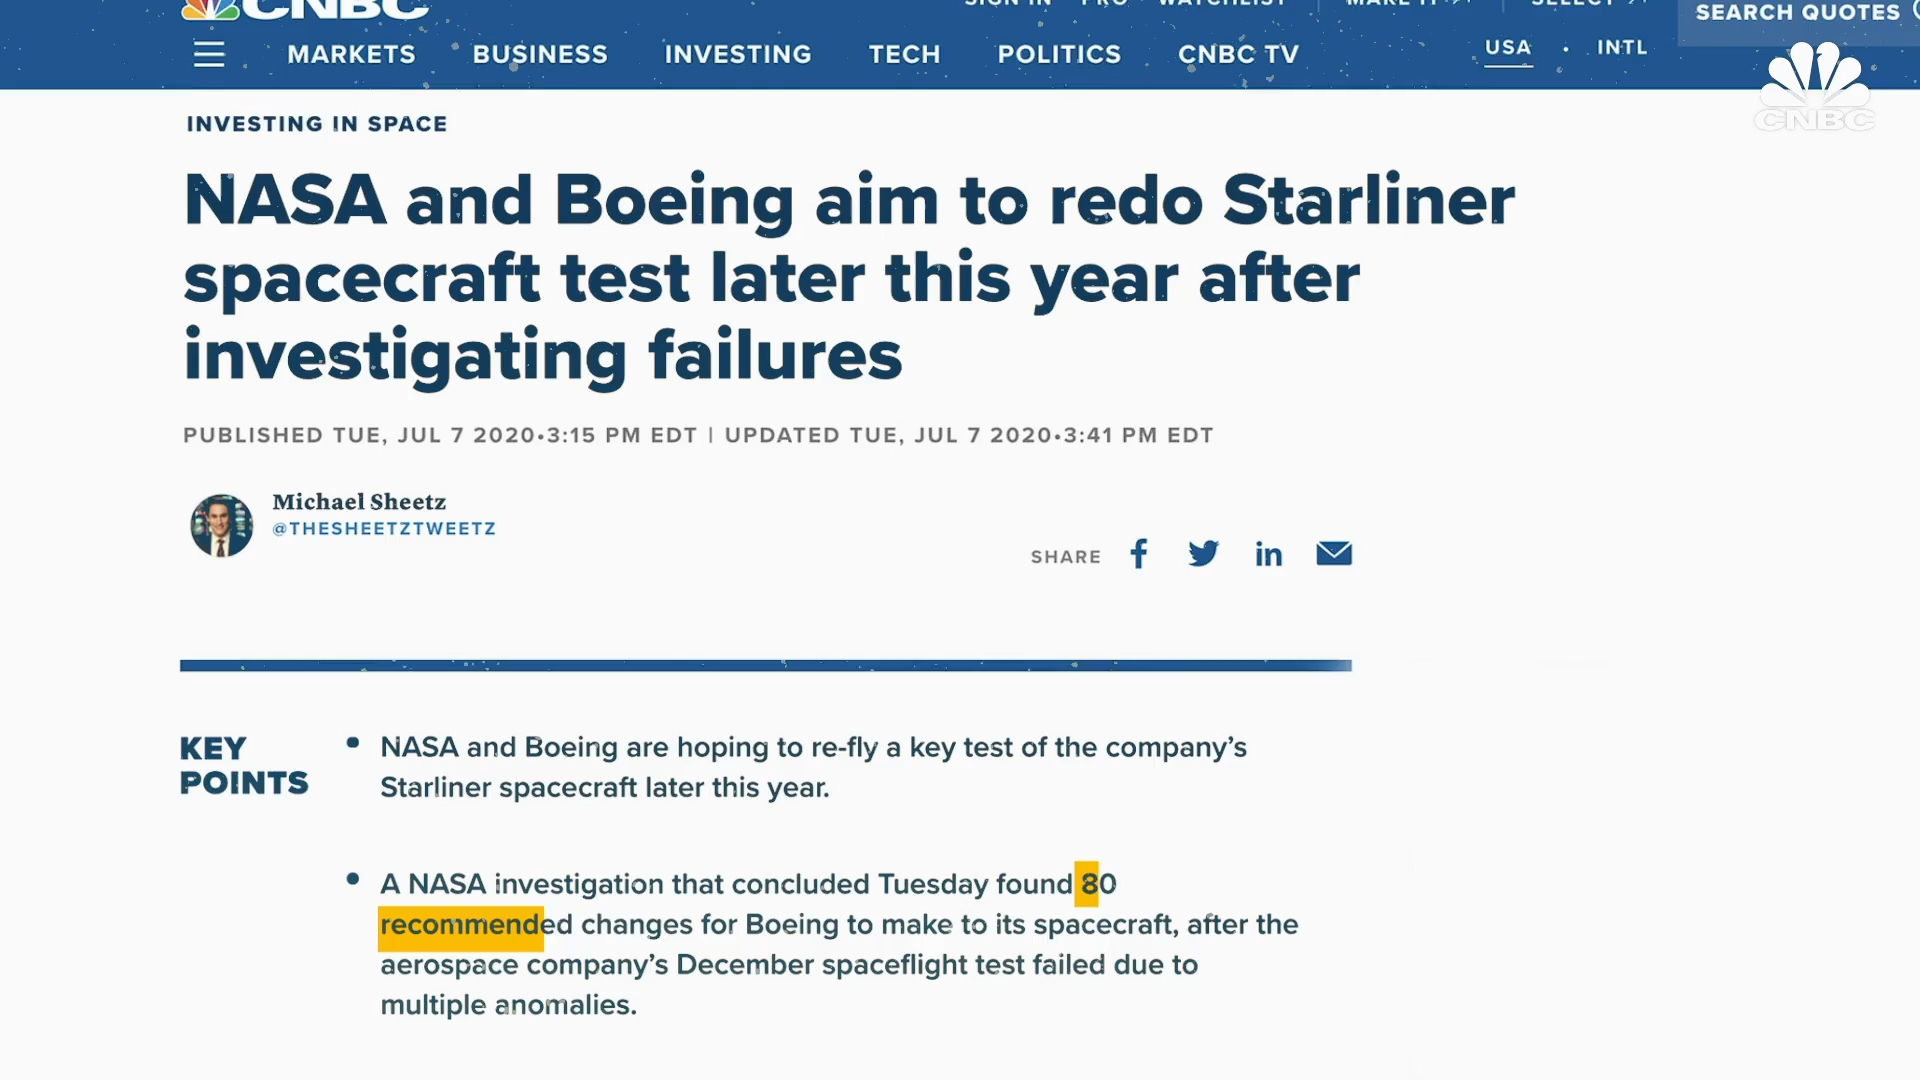 CNBC
SIGN IN PRO WATCHLIST MAKE IT SELECT
SEARCH QUOTES
MARKETS BUSINESS INVESTING TECH POLITICS CNBC TV
USA • INTL
CNBC
INVESTING IN SPACE
NASA and Boeing aim to redo Starliner
spacecraft test later this year after
investigating failures
PUBLISHED TUE, JUL 7 2020•3:15 PM EDT | UPDATED TUE, JUL 7 2020•3:41 PM EDT
Michael Sheetz
@THESHEETZTWEETZ
SHARE
KEY
POINTS
• NASA and Boeing are hoping to re-fly a key test of the company’s
Starliner spacecraft later this year.
• A NASA investigation that concluded Tuesday found 80
recommended changes for Boeing to make to its spacecraft, after the
aerospace company’s December spaceflight test failed due to
multiple anomalies.